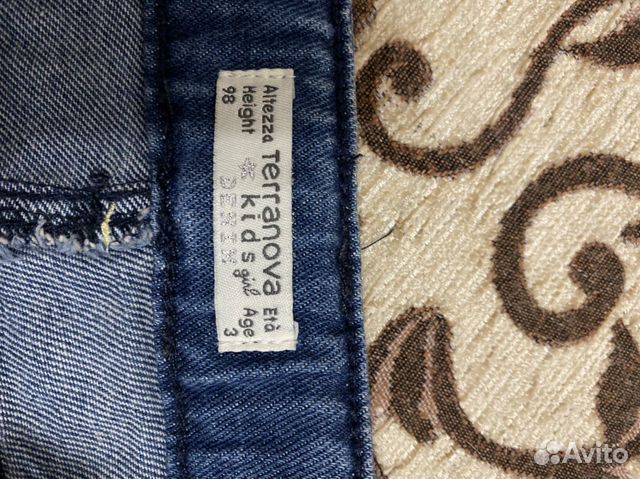 Altezza Terranova Età
Height kids girl Age
98 DENIM 3
Avito